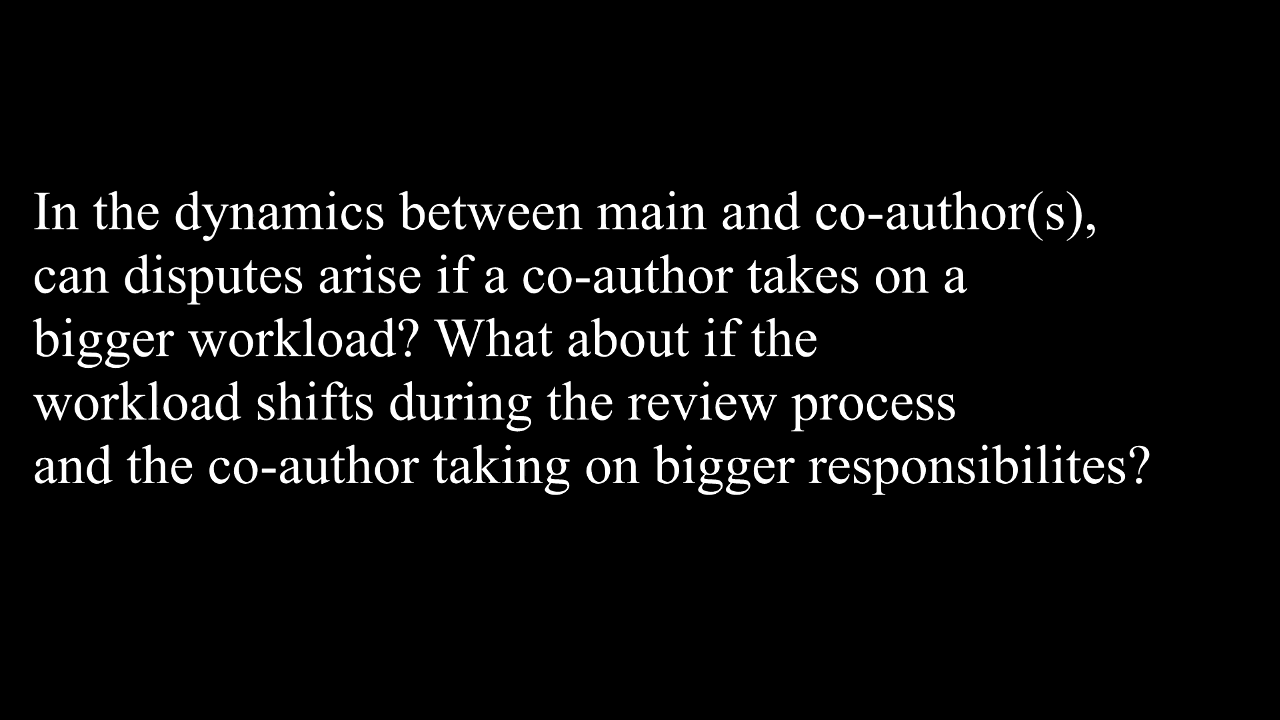 In the dynamics between main and co-author(s),
can disputes arise if a co-author takes on a
bigger workload? What about if the
workload shifts during the review process
and the co-author taking on bigger responsibilites?